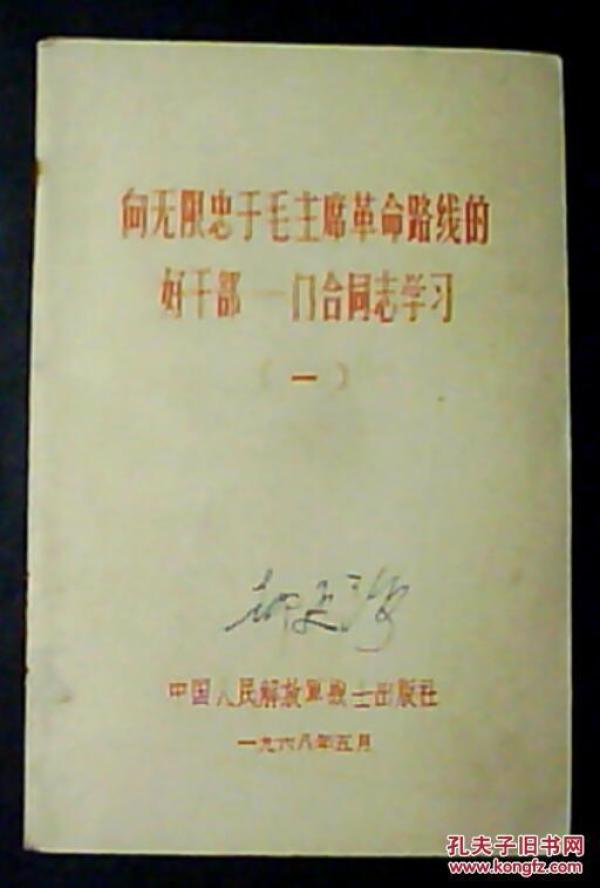 向无限忠于毛主席革命路线的
好干部—门合同志学习
(一)
中国人民解放军战士出版社
一九六八年五月
孔夫子旧书网
www.kongfz.com